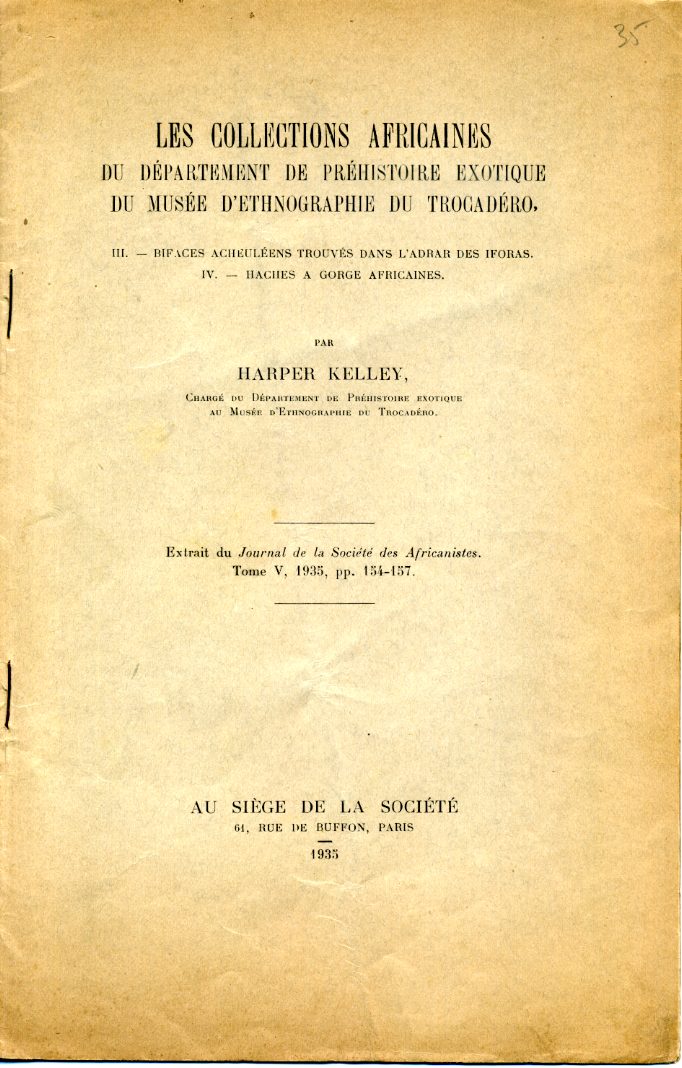 35
LES COLLECTIONS AFRICAINES
DU DÉPARTEMENT DE PRÉHISTOIRE EXOTIQUE
DU MUSÉE D'ETHNOGRAPHIE DU TROCADÉRO,
III. — BIFACES ACHEULÉENS TROUVÉS DANS L'ADRAR DES IFORAS.
IV. — HACHES A GORGE AFRICAINES.
PAR
HARPER KELLEY,
CHARGÉ DU DÉPARTEMENT DE PRÉHISTOIRE EXOTIQUE
AU MUSÉE D'ETHNOGRAPHIE DU TROCADÉRO.
Extrait du Journal de la Société des Africanistes.
Tome V, 1935, pp. 154-157.
AU SIÈGE DE LA SOCIÉTÉ
61, RUE DE BUFFON, PARIS
1935